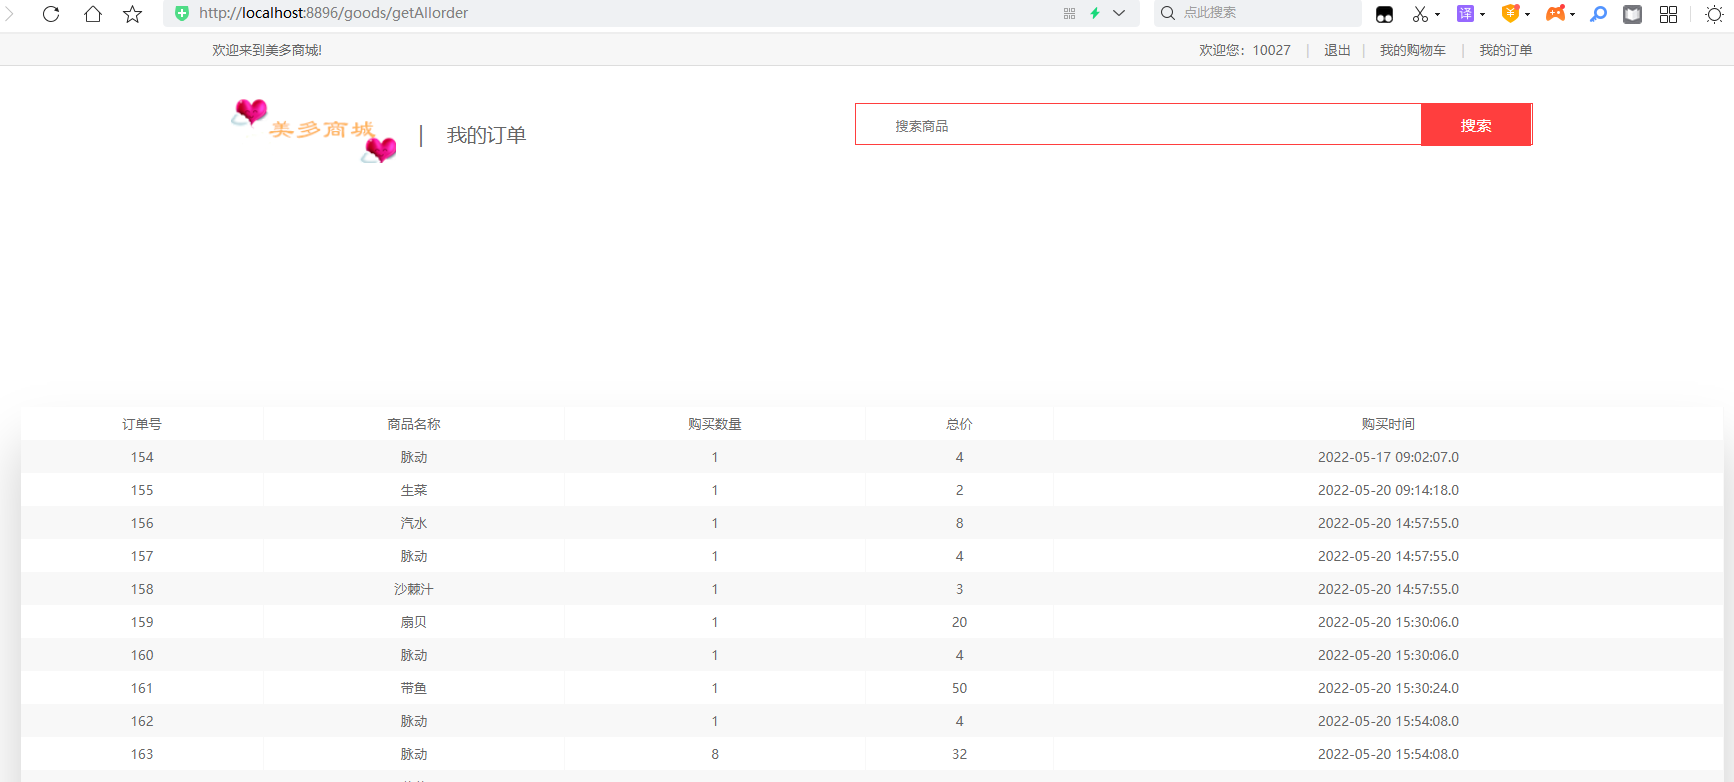 http://localhost:8896/goods/getAllorder 点此搜索 译
欢迎来到美多商城! 欢迎您：10027 | 退出 | 我的购物车 | 我的订单
美多商城 | 我的订单 搜索商品 搜索
订单号 商品名称 购买数量 总价 购买时间
154 脉动 1 4 2022-05-17 09:02:07.0
155 生菜 1 2 2022-05-20 09:14:18.0
156 汽水 1 8 2022-05-20 14:57:55.0
157 脉动 1 4 2022-05-20 14:57:55.0
158 沙棘汁 1 3 2022-05-20 14:57:55.0
159 扇贝 1 20 2022-05-20 15:30:06.0
160 脉动 1 4 2022-05-20 15:30:06.0
161 带鱼 1 50 2022-05-20 15:30:24.0
162 脉动 1 4 2022-05-20 15:54:08.0
163 脉动 8 32 2022-05-20 15:54:08.0